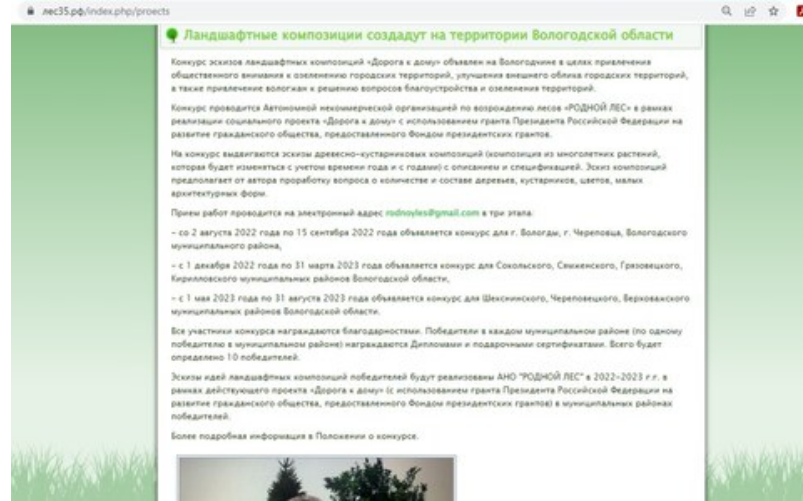 лес35.рф/index.php/proects
Ландшафтные композиции создадут на территории Вологодской области
Конкурс эскизов ландшафтных композиций «Дорога к дому» объявлен на Вологодчине в целях привлечения
общественного внимания к озеленению городских территорий, улучшения внешнего облика городских территорий,
а также привлечение вологжан к решению вопросов благоустройства и озеленения территорий.
Конкурс проводится Автономной некоммерческой организацией по возрождению лесов «РОДНОЙ ЛЕС» в рамках
реализации социального проекта «Дорога к дому» с использованием гранта Президента Российской Федерации на
развитие гражданского общества, предоставленного Фондом президентских грантов.
На конкурс выдвигаются эскизы древесно-кустарниковых композиций (композиция из многолетних растений,
которая будет изменяться с учетом времени года и с годами) с описанием и спецификацией. Эскиз композиций
предполагает от автора проработку вопроса о количестве и составе деревьев, кустарников, цветов, малых
архитектурных форм.
Прием работ проводится на электронный адрес rodnoyles@gmail.com в три этапа:
– со 2 августа 2022 года по 15 сентября 2022 года объявляется конкурс для г. Вологды, г. Череповца, Вологодского
муниципального района,
– с 1 декабря 2022 года по 31 марта 2023 года объявляется конкурс для Сокольского, Сямженского, Грязовецкого,
Кирилловского муниципальных районов Вологодской области,
– с 1 мая 2023 года по 31 августа 2023 года объявляется конкурс для Шекснинского, Череповецкого, Верховажского
муниципальных районов Вологодской области.
Все участники конкурса награждаются благодарностями. Победители в каждом муниципальном районе (по одному
победителю в муниципальном районе) награждаются Дипломами и подарочными сертификатами. Всего будет
определено 10 победителей.
Эскизы идей ландшафтных композиций победителей будут реализованы АНО "РОДНОЙ ЛЕС" в 2022–2023 г.г. в
рамках действующего проекта «Дорога к дому» (с использованием гранта Президента Российской Федерации на
развитие гражданского общества, предоставленного Фондом президентских грантов) в муниципальных районах
победителей.
Более подробная информация в Положении о конкурсе.